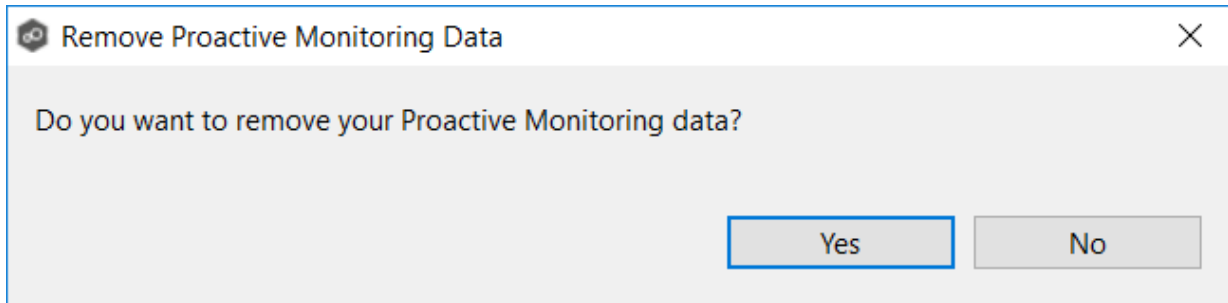 Remove Proactive Monitoring Data
Do you want to remove your Proactive Monitoring data?
Yes
No